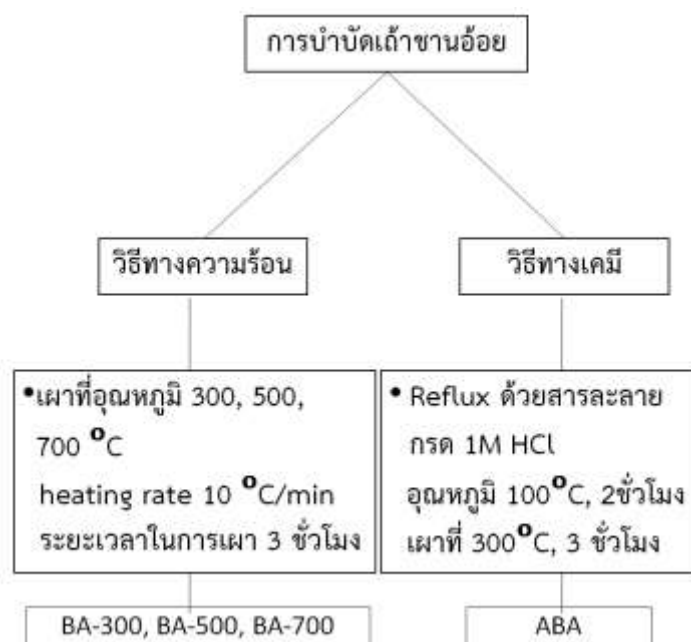 การบำบัดเถ้าชานอ้อย
วิธีทางความร้อน
วิธีทางเคมี
•เผาที่อุณหภูมิ 300, 500,
700 °C
heating rate 10 °C/min
ระยะเวลาในการเผา 3 ชั่วโมง
• Reflux ด้วยสารละลาย
กรด 1M HCl
อุณหภูมิ 100°C, 2ชั่วโมง
เผาที่ 300°C, 3 ชั่วโมง
BA-300, BA-500, BA-700
ABA